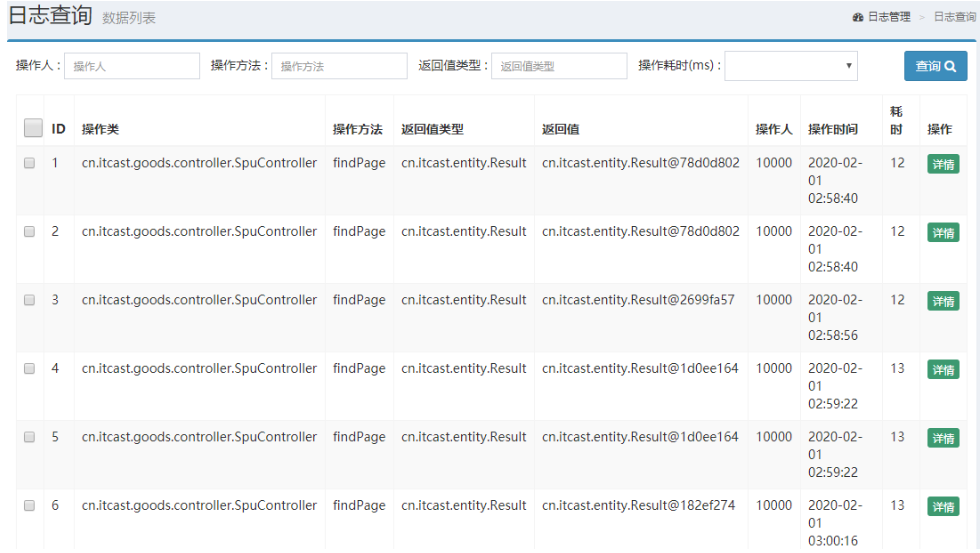 日志查询 数据列表 日志管理 > 日志查询
操作人 : 操作人 操作方法 : 操作方法 返回值类型 : 返回值类型 操作耗时(ms) : 查询
ID 操作类 操作方法 返回值类型 返回值 操作人 操作时间 耗时 操作
1 cn.itcast.goods.controller.SpuController findPage cn.itcast.entity.Result cn.itcast.entity.Result@78d0d802 10000 2020-02-01 02:58:40 12 详情
2 cn.itcast.goods.controller.SpuController findPage cn.itcast.entity.Result cn.itcast.entity.Result@78d0d802 10000 2020-02-01 02:58:40 12 详情
3 cn.itcast.goods.controller.SpuController findPage cn.itcast.entity.Result cn.itcast.entity.Result@2699fa57 10000 2020-02-01 02:58:56 12 详情
4 cn.itcast.goods.controller.SpuController findPage cn.itcast.entity.Result cn.itcast.entity.Result@1d0ee164 10000 2020-02-01 02:59:22 13 详情
5 cn.itcast.goods.controller.SpuController findPage cn.itcast.entity.Result cn.itcast.entity.Result@1d0ee164 10000 2020-02-01 02:59:22 13 详情
6 cn.itcast.goods.controller.SpuController findPage cn.itcast.entity.Result cn.itcast.entity.Result@182ef274 10000 2020-02-01 03:00:16 13 详情